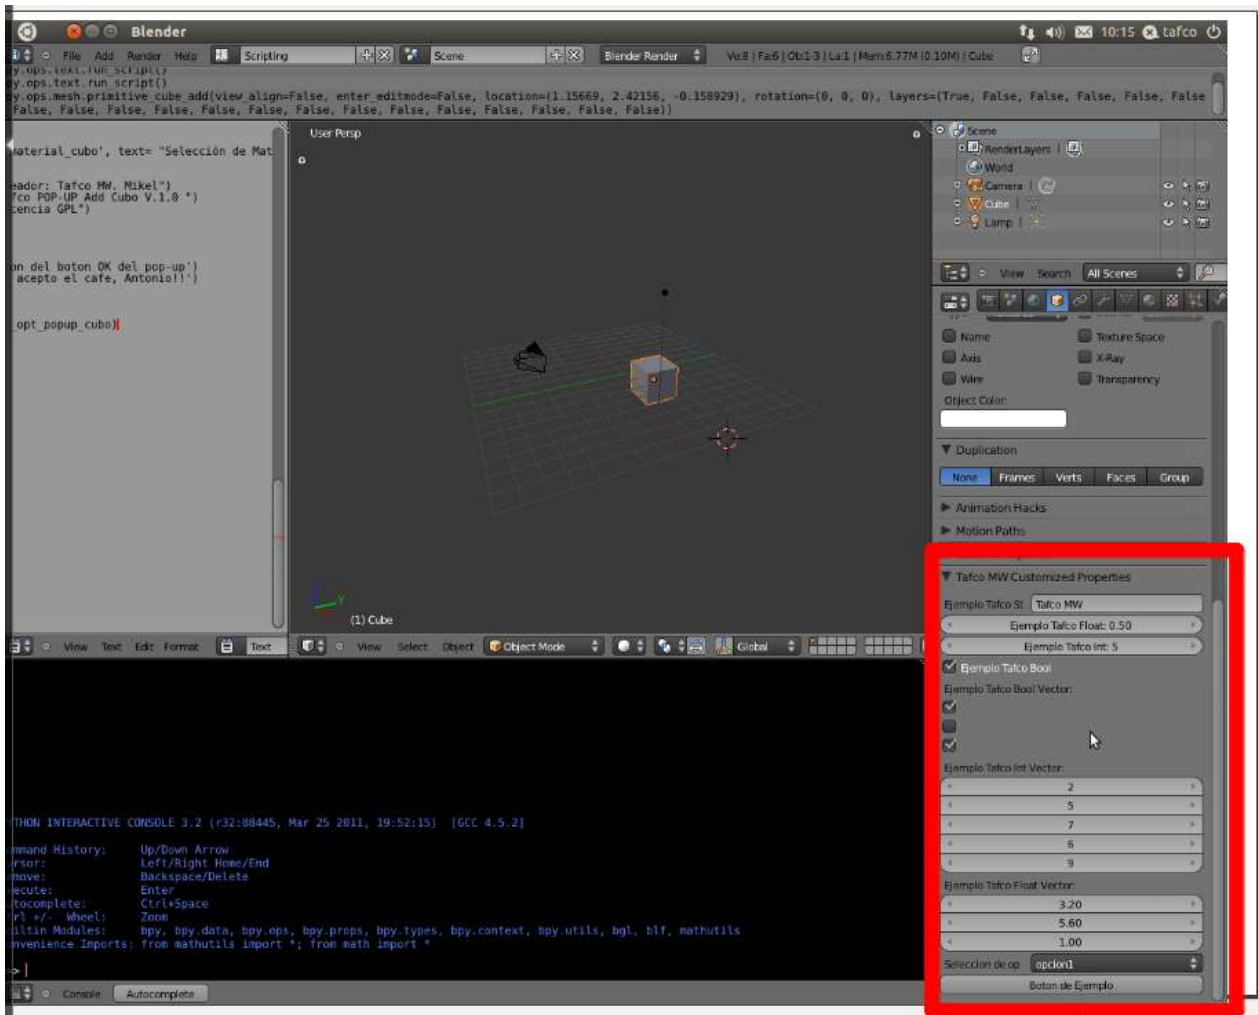 Blender
10:15 tafco
File Add Render Help Scripting Scene Blender Render Ve:8 | Fa:6 | Ob:1-3 | La:1 | Mem:6.77M (0.10M) | Cube
y.ops.text.run_script()
y.ops.text.run_script()
y.ops.mesh.primitive_cube_add(view_align=False, enter_editmode=False, location=(1.15669, 2.42156, -0.158929), rotation=(0, 0, 0), layers=(True, False, False, False, False, False
False, False, False, False, False, False, False, False, False, False, False, False, False, False))
material_cubo', text= "Selección de Mat
eador: Tafco MW. Mikel")
fco POP-UP Add Cubo V.1.0 ")
cencia GPL")
on del boton OK del pop-up')
acepto el cafe, Antonio!!')
_opt_popup_cubo)
User Persp
(1) Cube
View Text Edit Format Text
View Select Object Object Mode Global
Scene
RenderLayers |
World
Camera |
Cube |
Lamp |
View Search All Scenes
Name Texture Space
Axis X-Ray
Wire Transparency
Object Color:
Duplication
None Frames Verts Faces Group
Animation Hacks
Motion Paths
Tafco MW Customized Properties
Ejemplo Tafco St Tafco MW
Ejemplo Tafco Float: 0.50
Ejemplo Tafco Int: 5
Ejemplo Tafco Bool
Ejemplo Tafco Bool Vector:
Ejemplo Tafco Int Vector:
2
5
7
6
9
Ejemplo Tafco Float Vector:
3.20
5.60
1.00
Seleccion de op opcion1
Boton de Ejemplo
THON INTERACTIVE CONSOLE 3.2 (r32:88445, Mar 25 2011, 19:52:15) [GCC 4.5.2]
mmand History: Up/Down Arrow
rsor: Left/Right Home/End
move: Backspace/Delete
ecute: Enter
tocomplete: Ctrl+Space
rl +/- Wheel: Zoom
iltin Modules: bpy, bpy.data, bpy.ops, bpy.props, bpy.types, bpy.context, bpy.utils, bgl, blf, mathutils
nvenience Imports: from mathutils import *; from math import *
>
Console Autocomplete